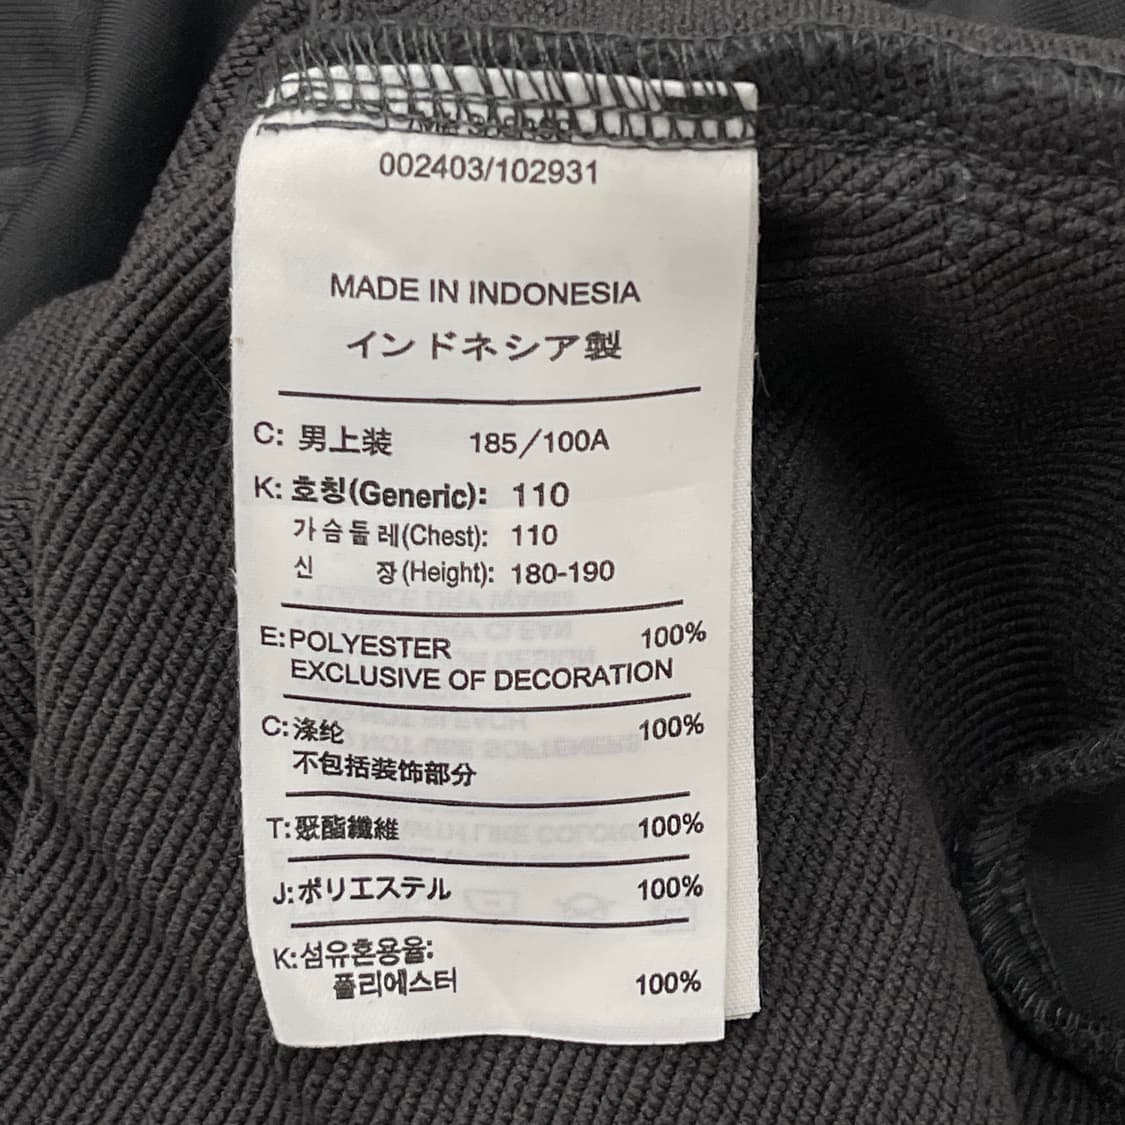 002403/102931
MADE IN INDONESIA
インドネシア製
C: 男上装 185/100A
K: 호칭(Generic): 110
가슴둘레(Chest): 110
신 장(Height): 180-190
E:POLYESTER 100%
EXCLUSIVE OF DECORATION
C:涤纶 100%
不包括装饰部分
T:聚酯纖維 100%
J:ポリエステル 100%
K:섬유혼용율:
폴리에스터 100%